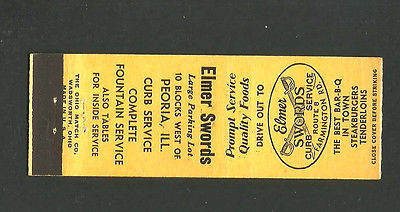 CLOSE COVER BEFORE STRIKING
THE BEST BAR-B-Q
IN TOWN
STEAKBURGERS
TENDERLOINS
Elmer
SWORDS
CURB SERVICE
ROUTE 8
FARMINGTON RD.
DRIVE OUT TO
Prompt Service
Quality Foods
Elmer Swords
Large Parking Lot
10 BLOCKS WEST OF
PEORIA, ILL.
CURB SERVICE
COMPLETE
FOUNTAIN SERVICE
ALSO TABLES
FOR INSIDE SERVICE
THE OHIO MATCH CO.
WADSWORTH, OHIO
MADE IN U.S.A.